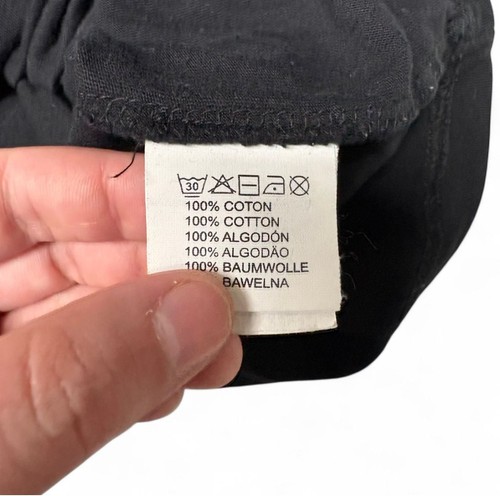 30
100% COTON
100% COTTON
100% ALGODÓN
100% ALGODÃO
100% BAUMWOLLE
BAWELNA